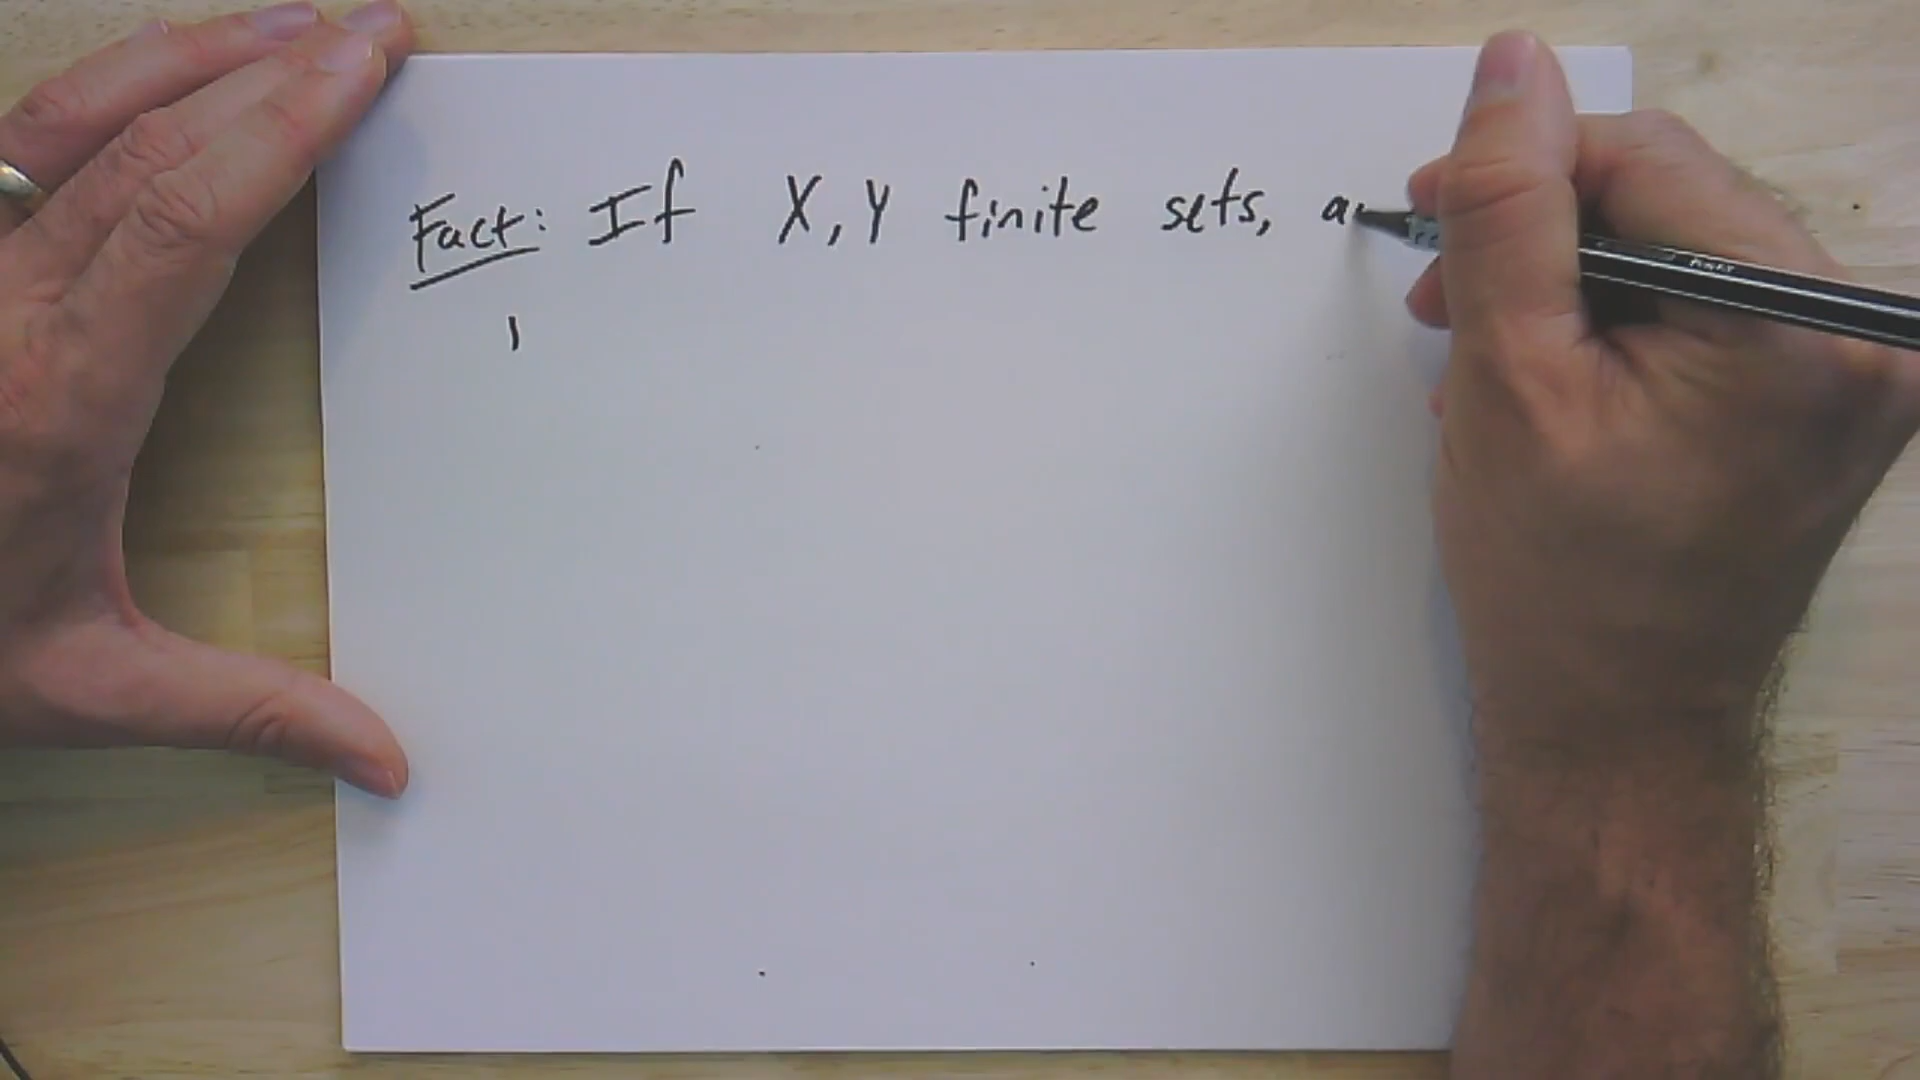 Fact: If X, Y finite sets,